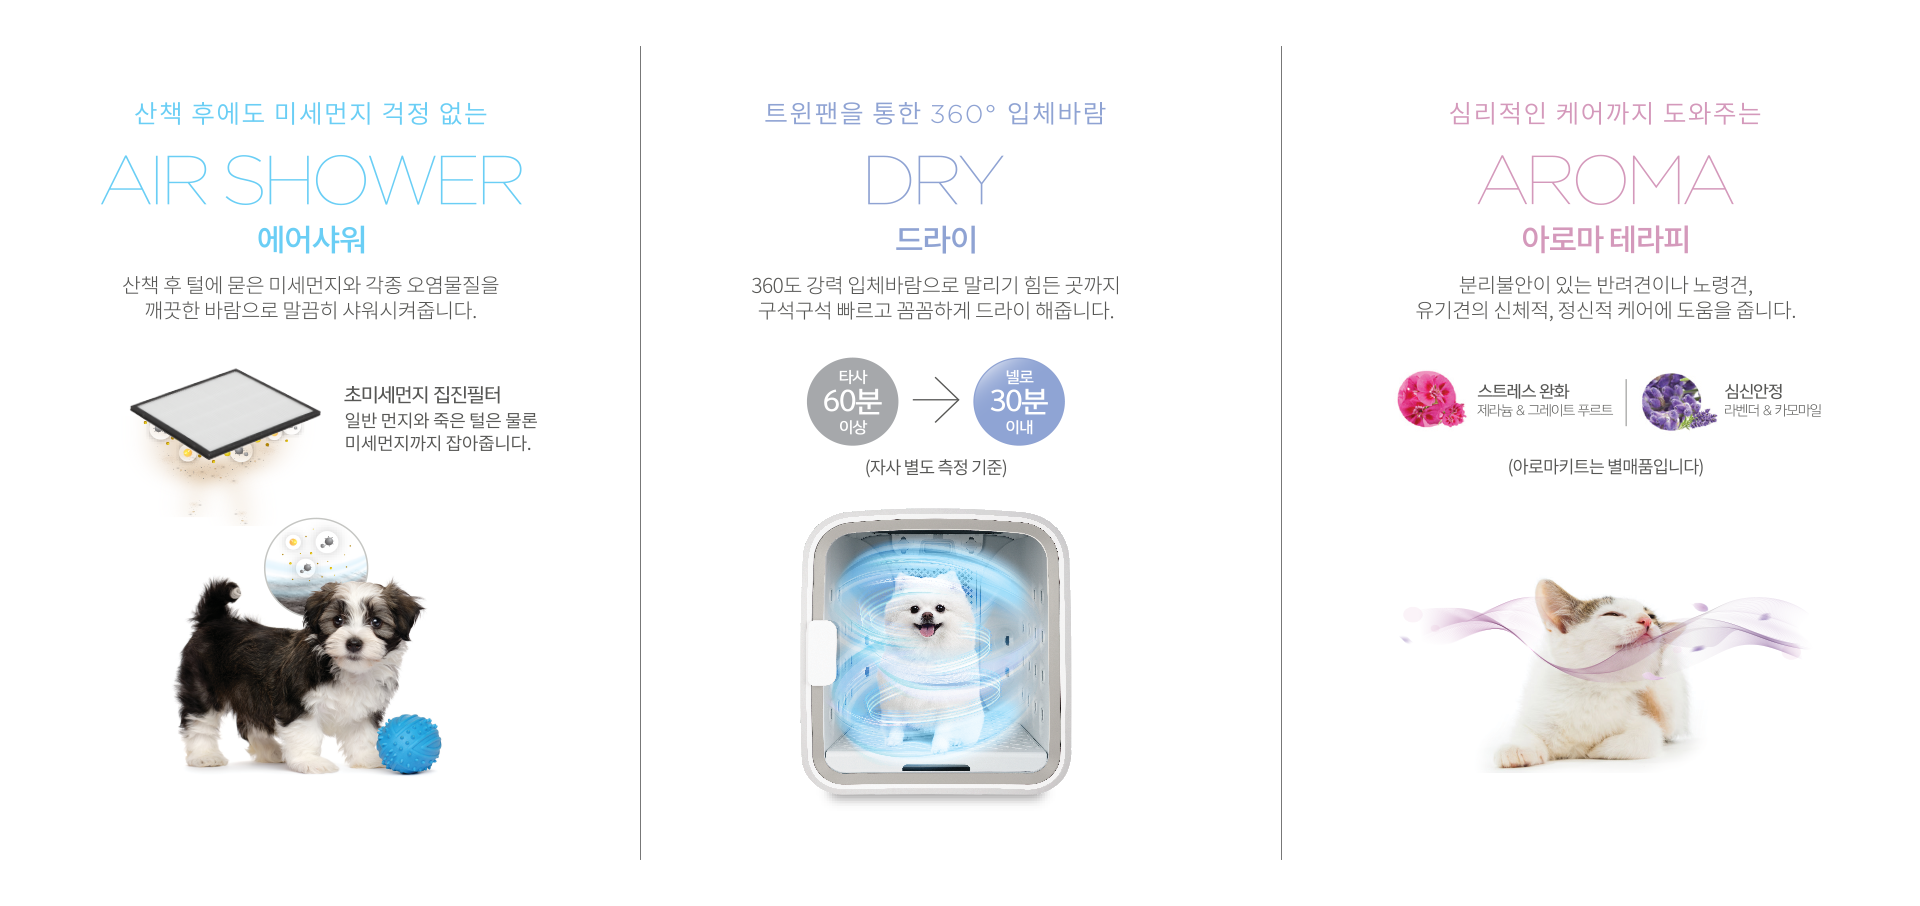 산책 후에도 미세먼지 걱정 없는
AIR SHOWER
에어샤워
산책 후 털에 묻은 미세먼지와 각종 오염물질을
깨끗한 바람으로 말끔히 샤워시켜줍니다.
초미세먼지 집진필터
일반 먼지와 죽은 털은 물론
미세먼지까지 잡아줍니다.
트윈팬을 통한 360° 입체바람
DRY
드라이
360도 강력 입체바람으로 말리기 힘든 곳까지
구석구석 빠르고 꼼꼼하게 드라이 해줍니다.
타사
60분
이상
넬로
30분
이내
(자사 별도 측정 기준)
심리적인 케어까지 도와주는
AROMA
아로마 테라피
분리불안이 있는 반려견이나 노령견,
유기견의 신체적, 정신적 케어에 도움을 줍니다.
스트레스 완화
제라늄 & 그레이트 푸르트
심신안정
라벤더 & 카모마일
(아로마키트는 별매품입니다)